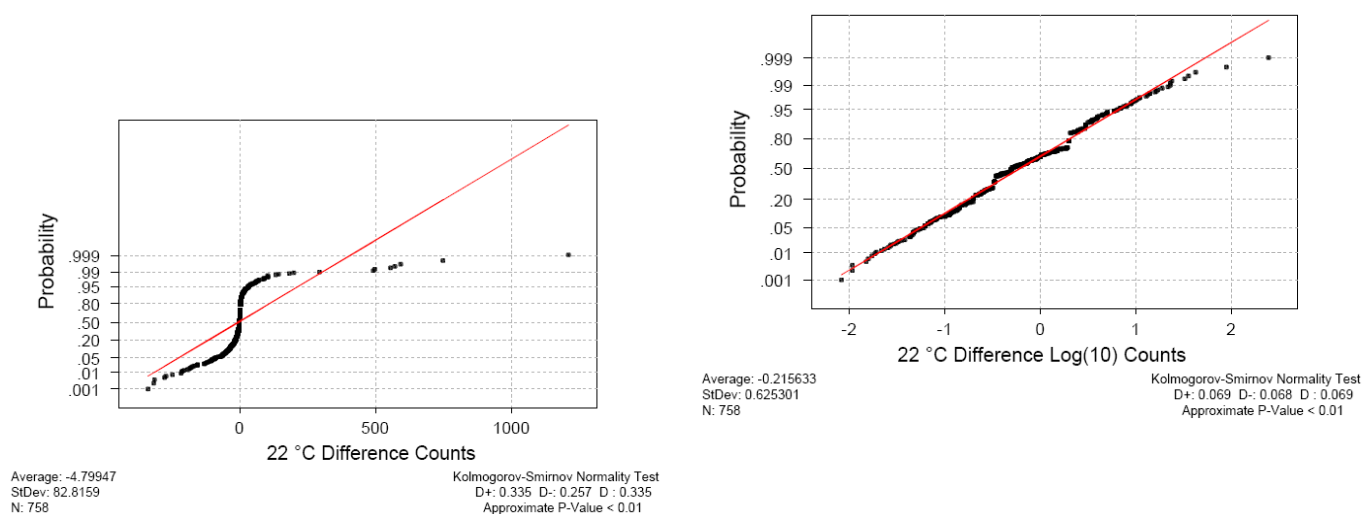 Probability
.999
.99
.95
.80
.50
.20
.05
.01
.001
0 500 1000
22 °C Difference Counts
Average: -4.79947
StDev: 82.8159
N: 758
Kolmogorov-Smirnov Normality Test
D+: 0.335 D-: 0.257 D : 0.335
Approximate P-Value < 0.01
Probability
.999
.99
.95
.80
.50
.20
.05
.01
.001
-2 -1 0 1 2
22 °C Difference Log(10) Counts
Average: -0.215633
StDev: 0.625301
N: 758
Kolmogorov-Smirnov Normality Test
D+: 0.069 D-: 0.068 D : 0.069
Approximate P-Value < 0.01